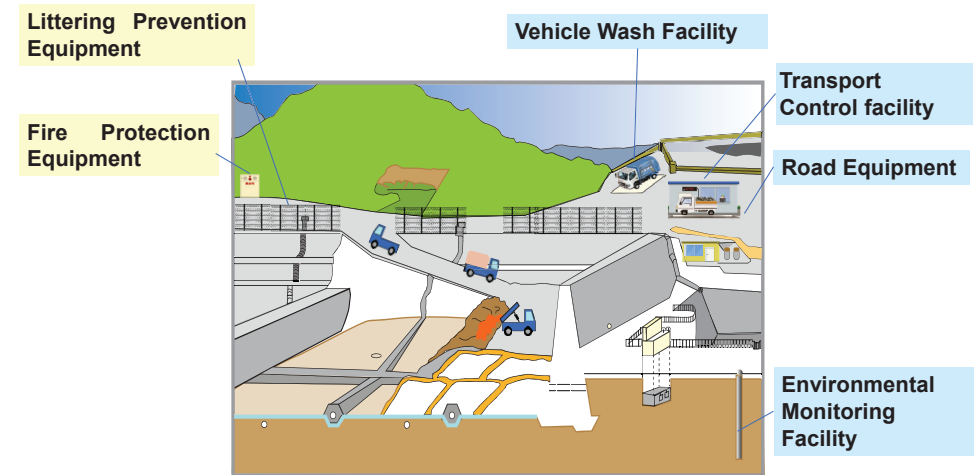 Littering Prevention
Equipment
Vehicle Wash Facility
Transport
Control facility
Fire Protection
Equipment
Road Equipment
Environmental
Monitoring
Facility